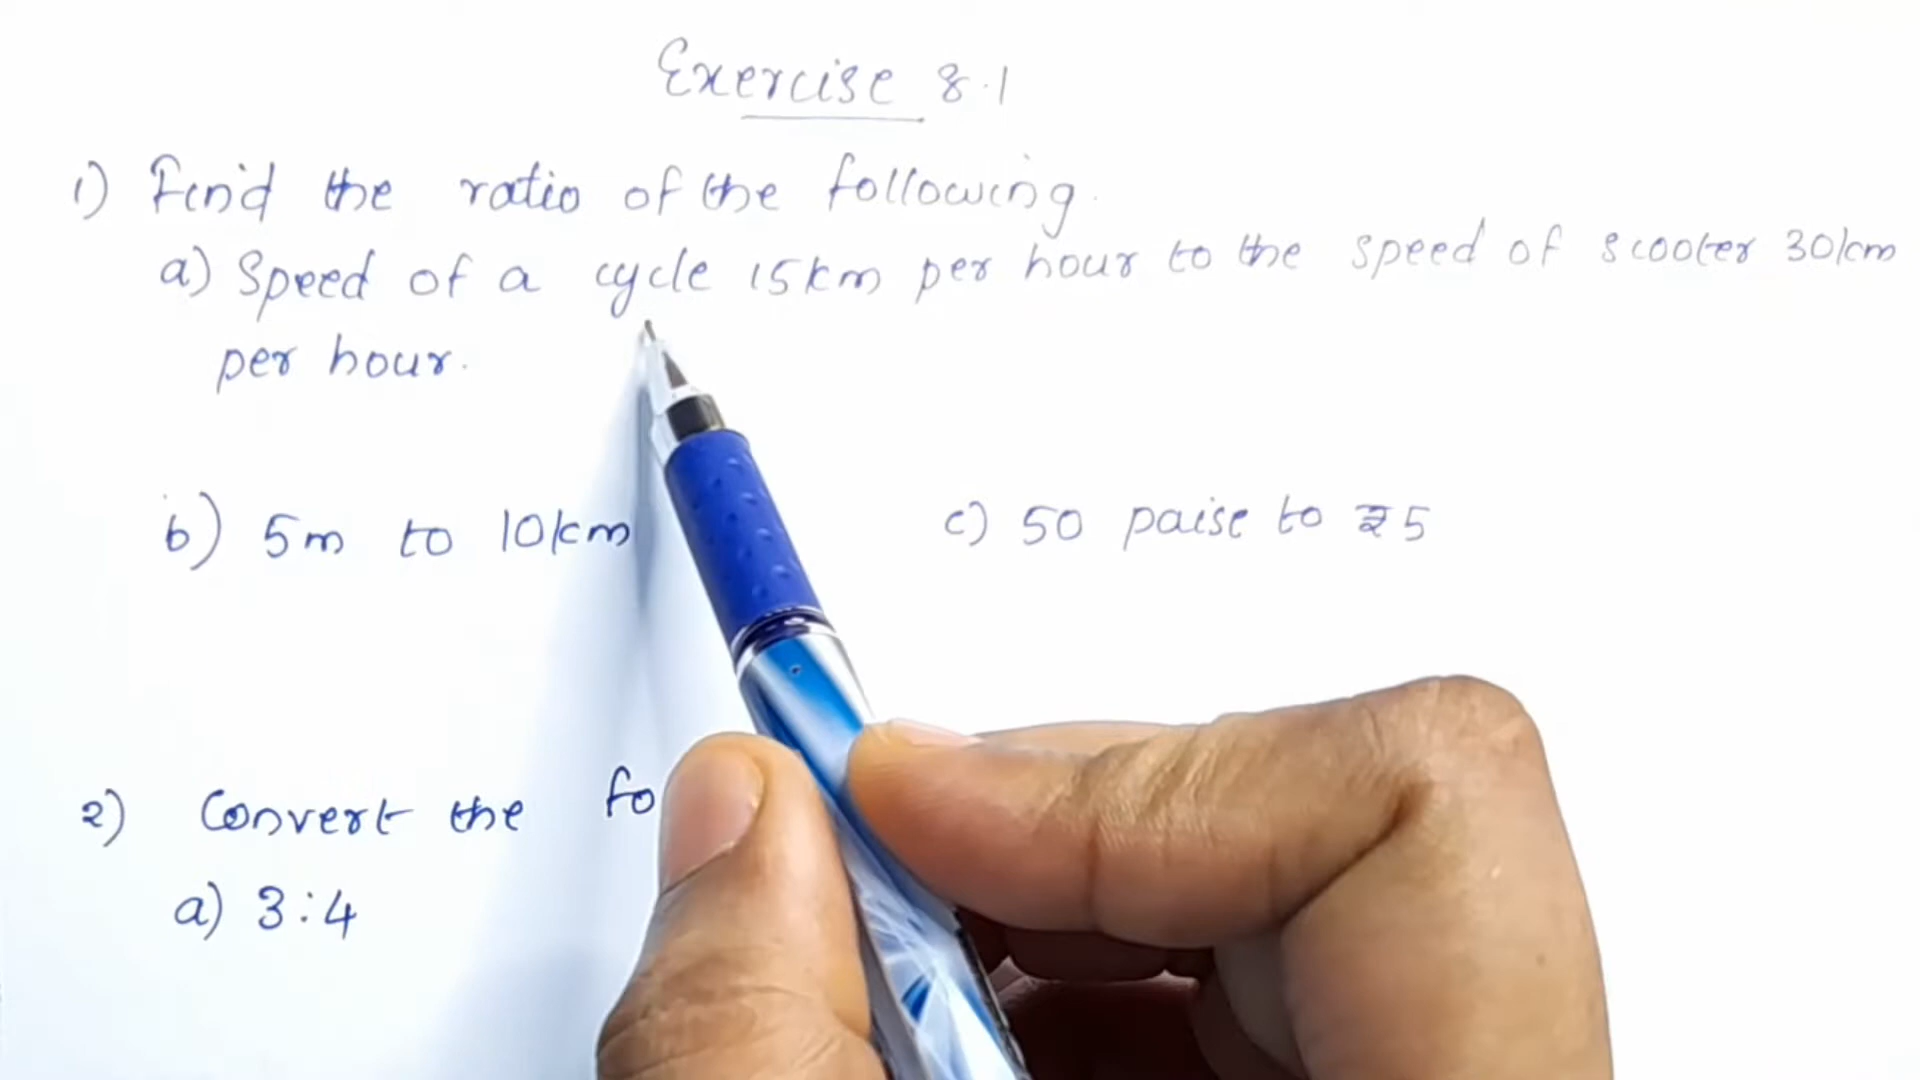 Exercise 8.1
1) Find the ratio of the following.
a) Speed of a cycle 15km per hour to the speed of scooter 30km
per hour.
b) 5m to 10km
c) 50 paise to ₹5
2) Convert the fo
a) 3:4